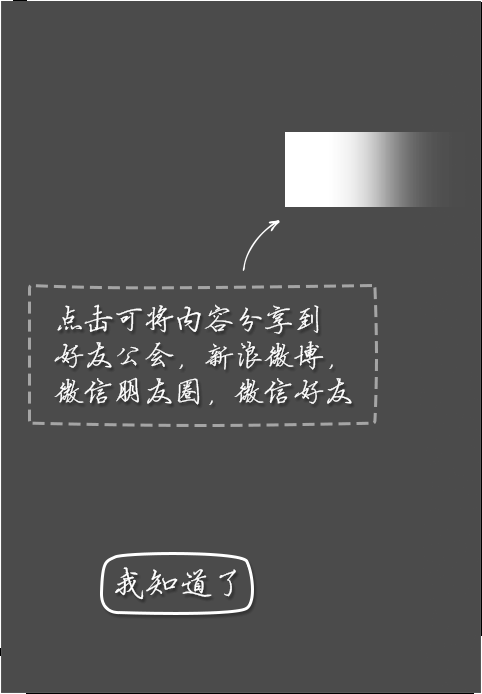 点击可将内容分享到
好友公会，新浪微博，
微信朋友圈，微信好友
我知道了